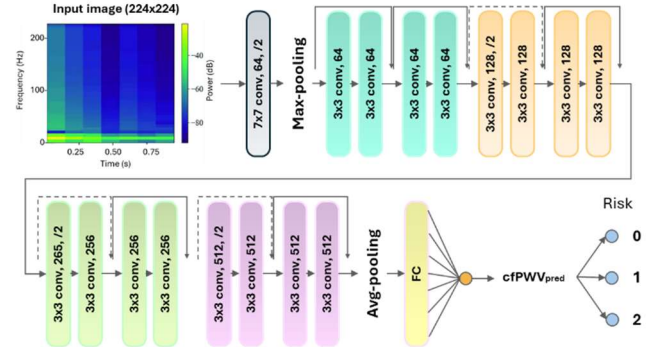 Input image (224x224)
Frequency (Hz)
200
100
0
0.25 0.50 0.75
Time (s)
-40
-60
-80
Power (dB)
7x7 conv, 64, /2
Max-pooling
3x3 conv, 64
3x3 conv, 64
3x3 conv, 64
3x3 conv, 64
3x3 conv, 128, /2
3x3 conv, 128
3x3 conv, 128
3x3 conv, 128
3x3 conv, 265, /2
3x3 conv, 256
3x3 conv, 256
3x3 conv, 256
3x3 conv, 512, /2
3x3 conv, 512
3x3 conv, 512
3x3 conv, 512
Avg-pooling
FC
cfPWVpred
Risk
0
1
2